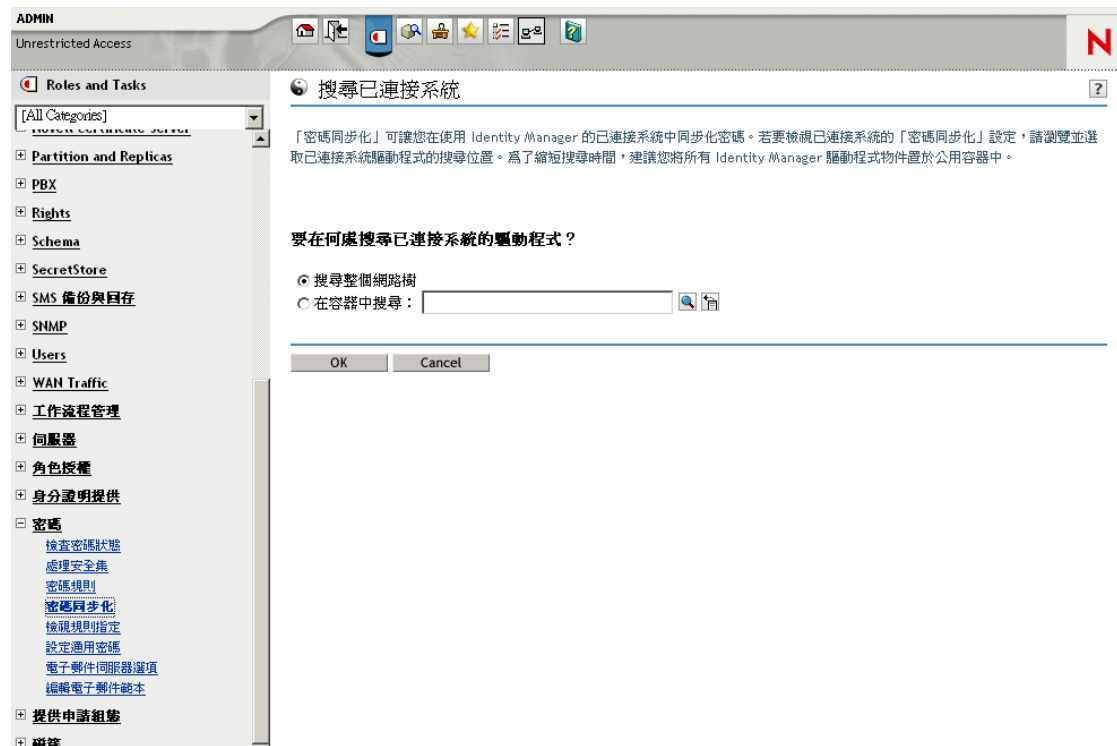 ADMIN
Unrestricted Access
N
Roles and Tasks
[All Categories]
Novell Certificate Server
Partition and Replicas
PBX
Rights
Schema
SecretStore
SMS 備份與回存
SNMP
Users
WAN Traffic
工作流程管理
伺服器
角色授權
身分證明提供
密碼
檢查密碼狀態
處理安全集
密碼規則
密碼同步化
檢視規則指定
設定通用密碼
電子郵件伺服器選項
編輯電子郵件範本
提供申請組態
磁簿
搜尋已連接系統
?
「密碼同步化」可讓您在使用 Identity Manager 的已連接系統中同步化密碼。若要檢視已連接系統的「密碼同步化」設定，請瀏覽並選
取已連接系統驅動程式的搜尋位置。為了縮短搜尋時間，建議您將所有 Identity Manager 驅動程式物件置於公用容器中。
要在何處搜尋已連接系統的驅動程式？
搜尋整個網路樹
在容器中搜尋：
OK
Cancel